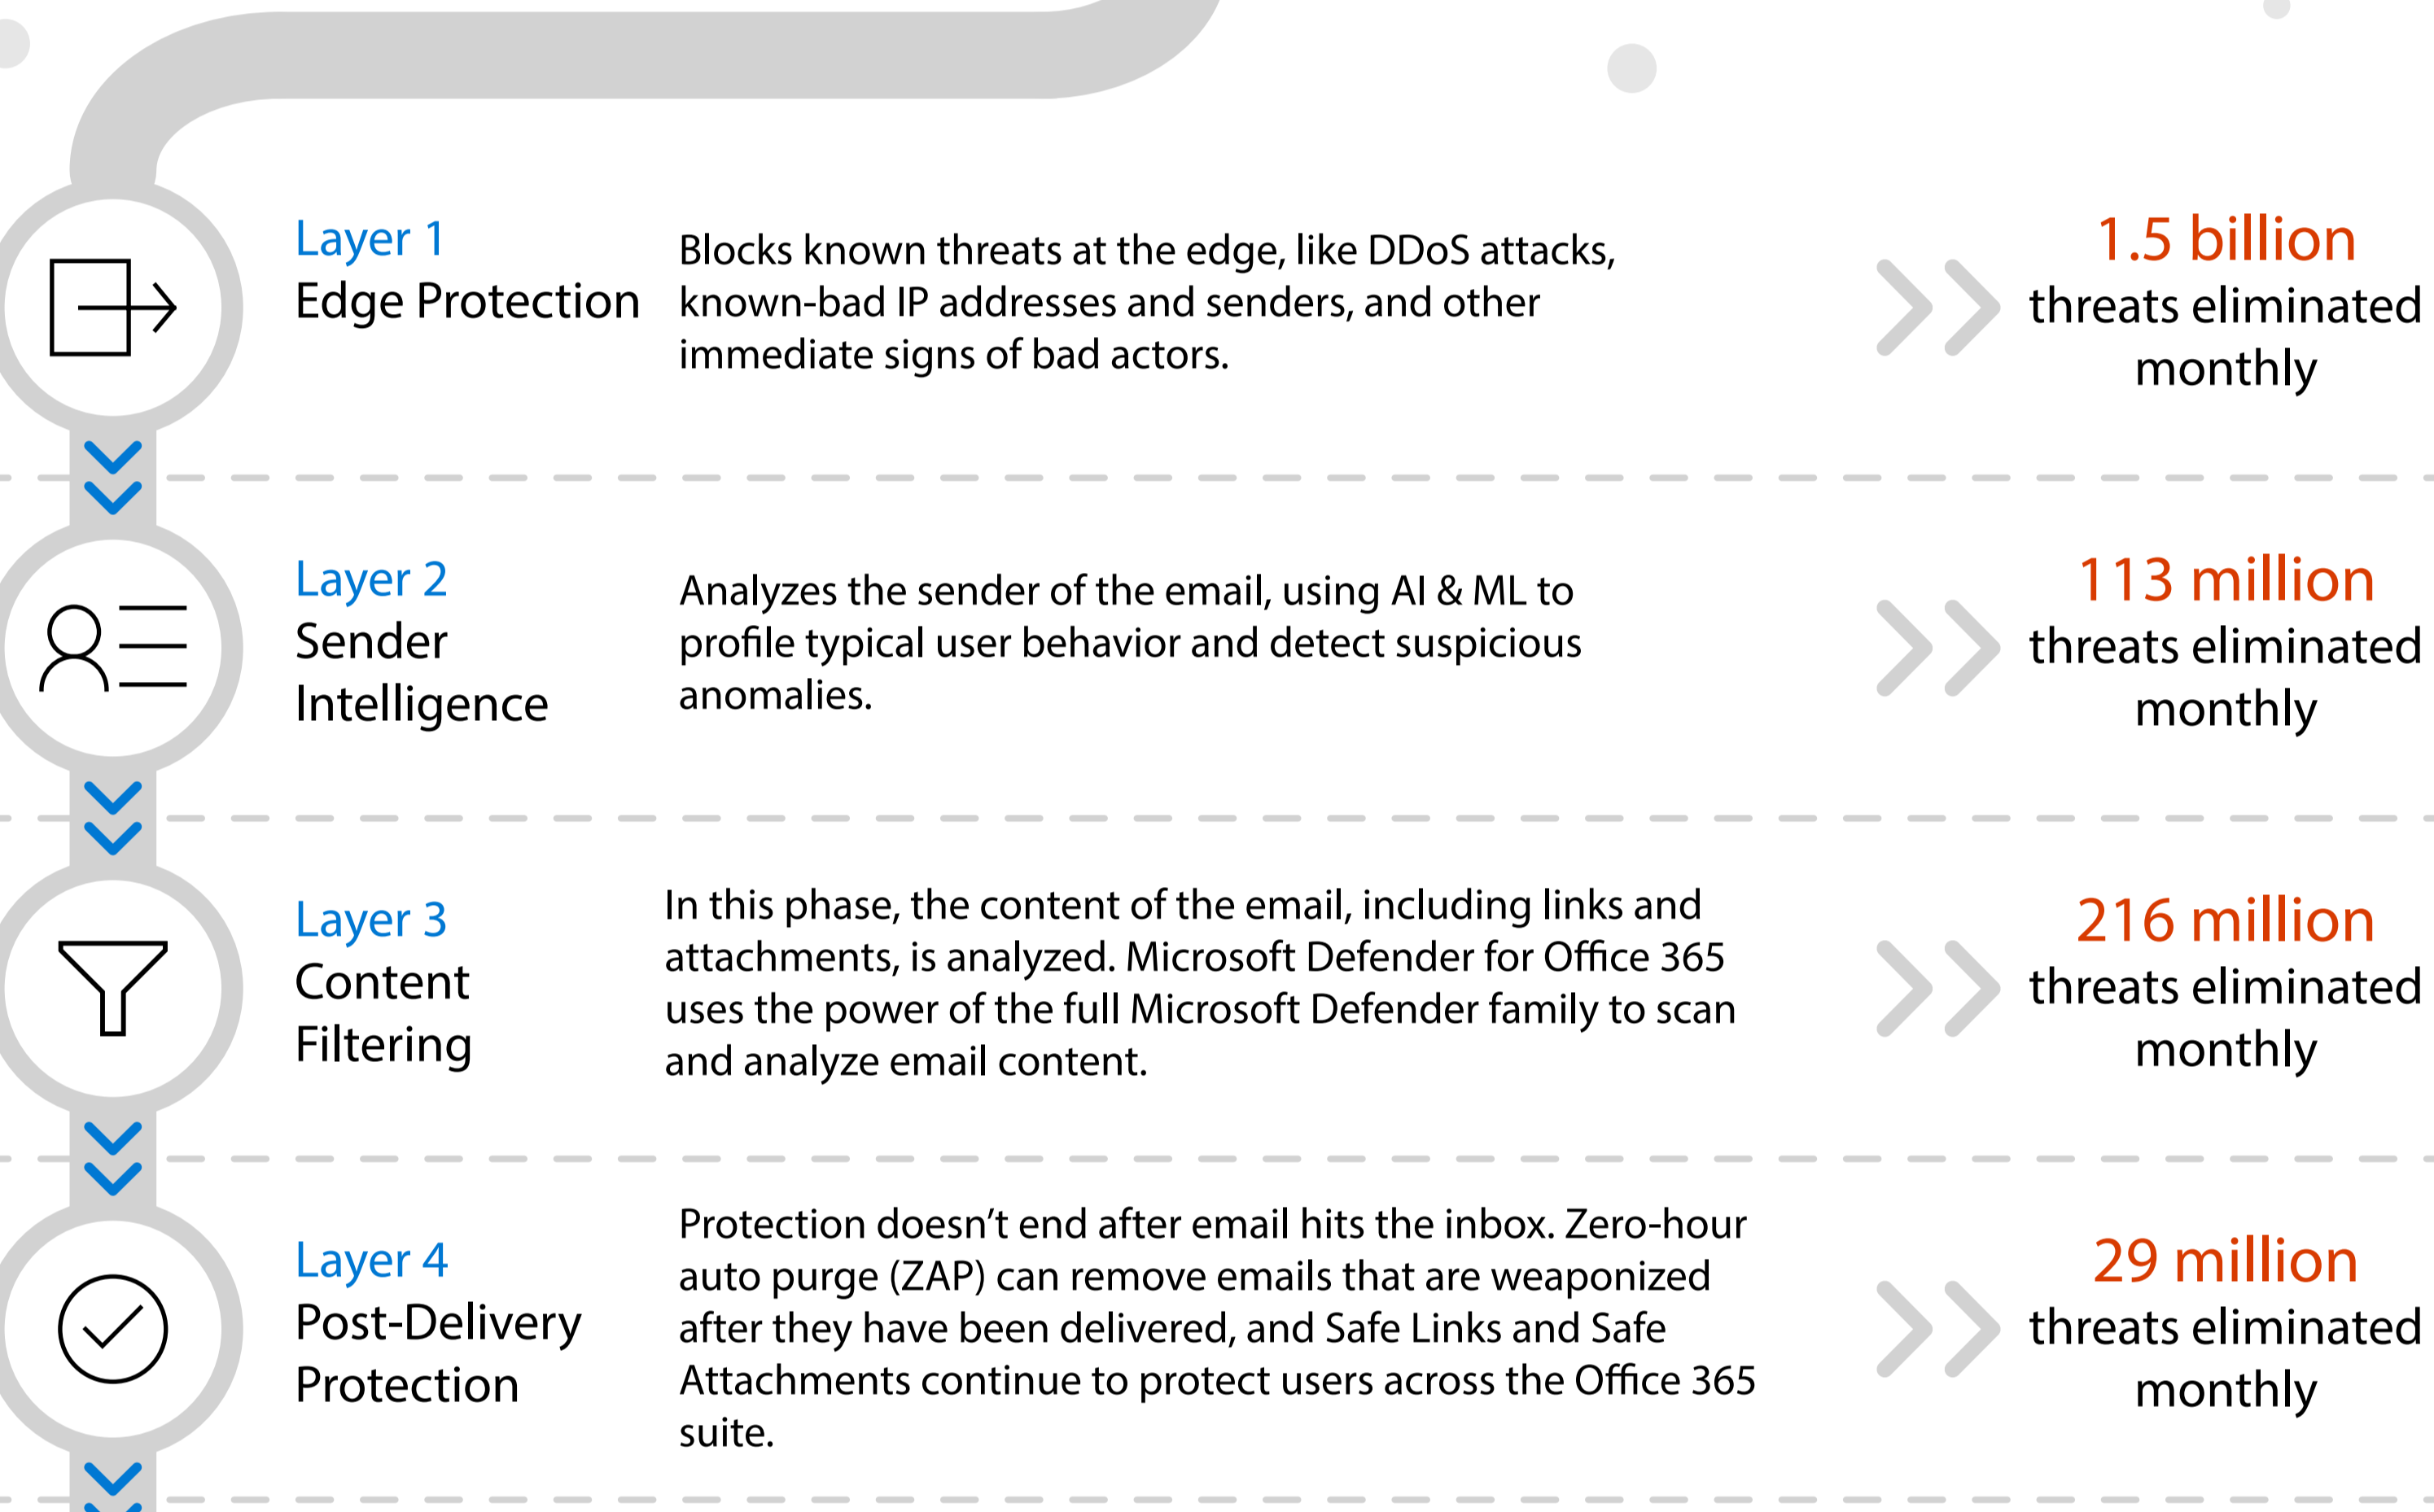 Layer 1
Edge Protection
Blocks known threats at the edge, like DDoS attacks,
known-bad IP addresses and senders, and other
immediate signs of bad actors.
1.5 billion
threats eliminated
monthly
Layer 2
Sender
Intelligence
Analyzes the sender of the email, using AI & ML to
profile typical user behavior and detect suspicious
anomalies.
113 million
threats eliminated
monthly
Layer 3
Content
Filtering
In this phase, the content of the email, including links and
attachments, is analyzed. Microsoft Defender for Office 365
uses the power of the full Microsoft Defender family to scan
and analyze email content.
216 million
threats eliminated
monthly
Layer 4
Post-Delivery
Protection
Protection doesn’t end after email hits the inbox. Zero-hour
auto purge (ZAP) can remove emails that are weaponized
after they have been delivered, and Safe Links and Safe
Attachments continue to protect users across the Office 365
suite.
29 million
threats eliminated
monthly